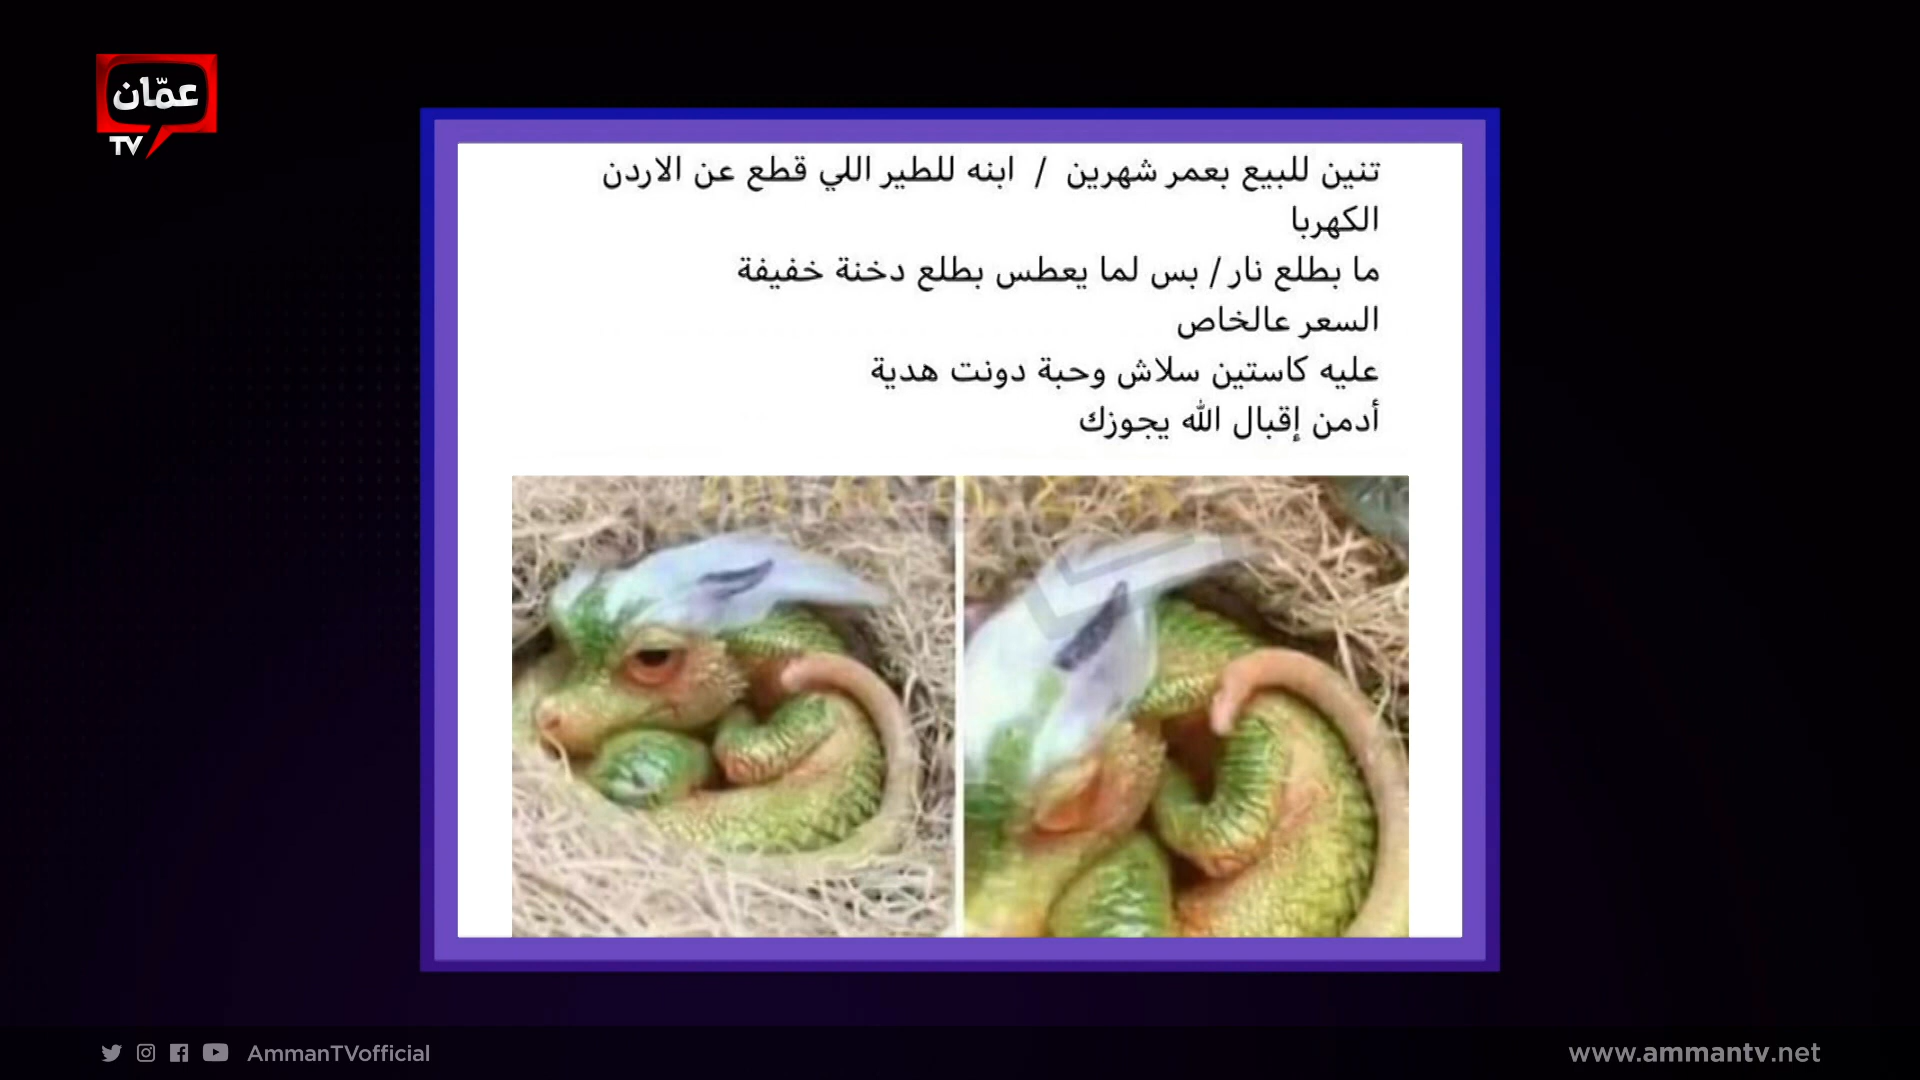 عمّان
TV
تنين للبيع بعمر شهرين / ابنه للطير اللي قطع عن الاردن
الكهربا
ما بطلع نار / بس لما يعطس بطلع دخنة خفيفة
السعر عالخاص
عليه كاستين سلاش وحبة دونت هدية
أدمن إقبال الله يجوزك
AmmanTVofficial
www.ammantv.net